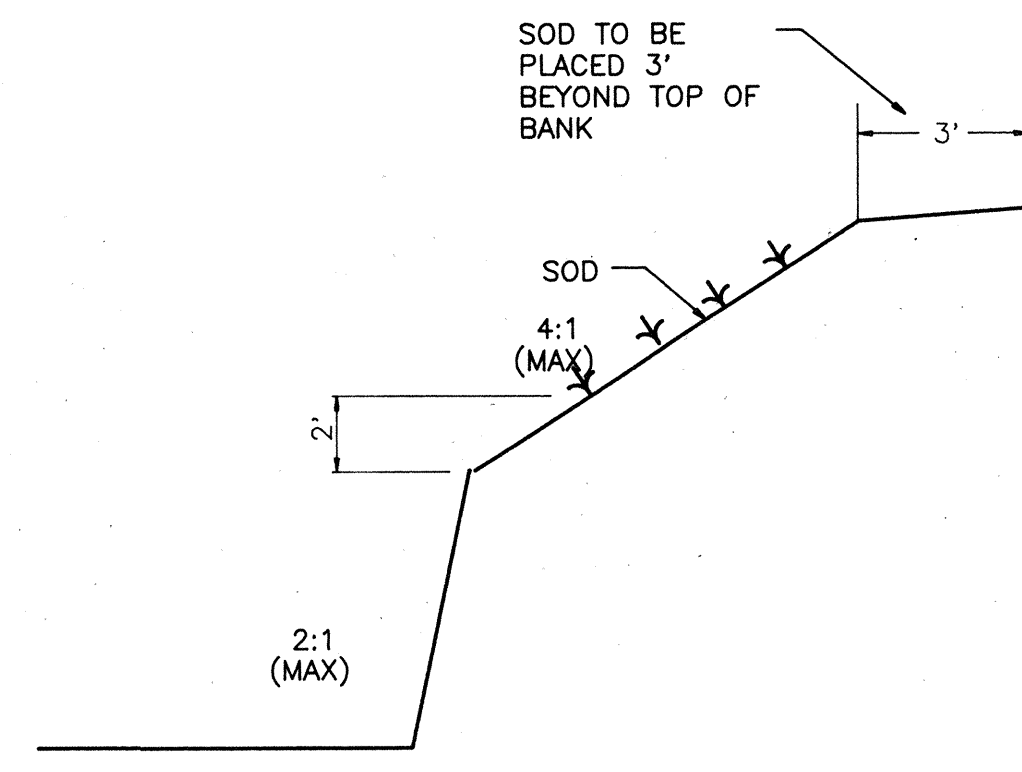 SOD TO BE
PLACED 3'
BEYOND TOP OF
BANK
3'
SOD
4:1
(MAX)
2'
2:1
(MAX)